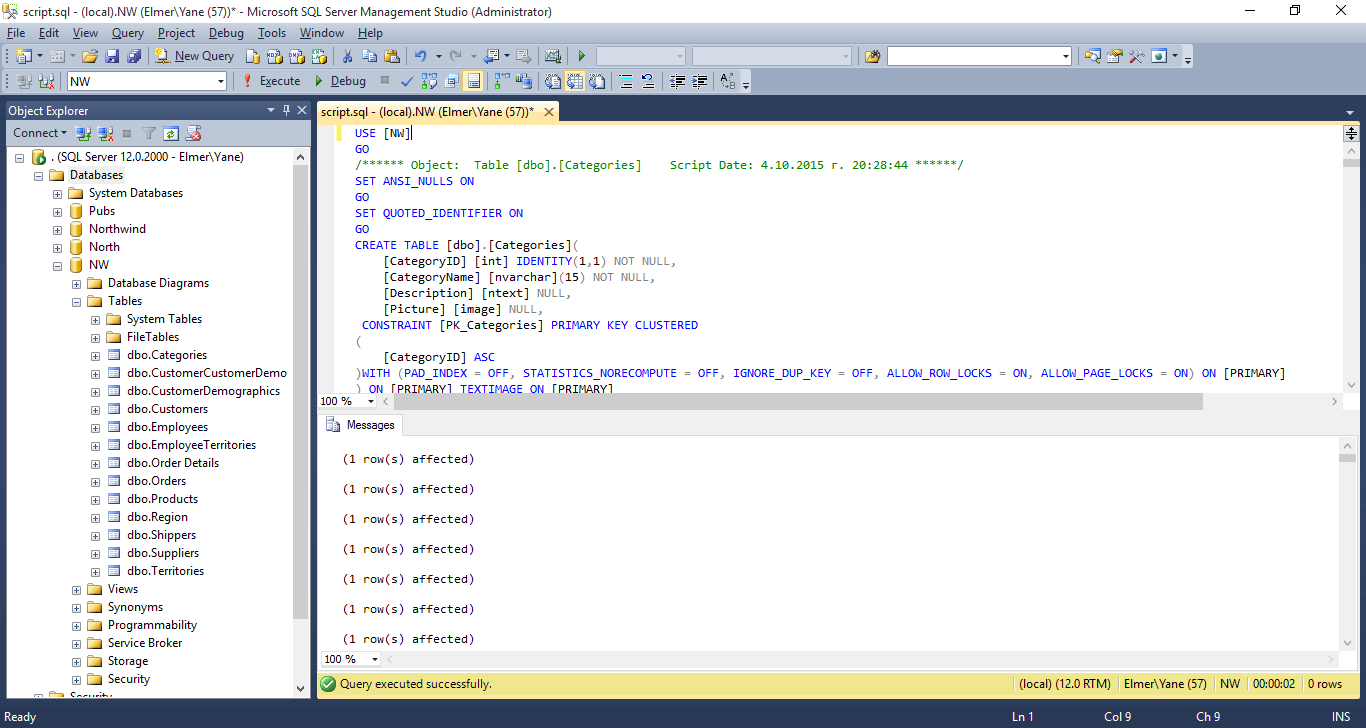 script.sql - (local).NW (Elmer\Yane (57))* - Microsoft SQL Server Management Studio (Administrator)
File Edit View Query Project Debug Tools Window Help
New Query
NW Execute Debug
Object Explorer
Connect
. (SQL Server 12.0.2000 - Elmer\Yane)
Databases
System Databases
Pubs
Northwind
North
NW
Database Diagrams
Tables
System Tables
FileTables
dbo.Categories
dbo.CustomerCustomerDemo
dbo.CustomerDemographics
dbo.Customers
dbo.Employees
dbo.EmployeeTerritories
dbo.Order Details
dbo.Orders
dbo.Products
dbo.Region
dbo.Shippers
dbo.Suppliers
dbo.Territories
Views
Synonyms
Programmability
Service Broker
Storage
Security
Security
script.sql - (local).NW (Elmer\Yane (57))*
USE [NW]
GO
/****** Object:  Table [dbo].[Categories]    Script Date: 4.10.2015 г. 20:28:44 ******/
SET ANSI_NULLS ON
GO
SET QUOTED_IDENTIFIER ON
GO
CREATE TABLE [dbo].[Categories](
[CategoryID] [int] IDENTITY(1,1) NOT NULL,
[CategoryName] [nvarchar](15) NOT NULL,
[Description] [ntext] NULL,
[Picture] [image] NULL,
CONSTRAINT [PK_Categories] PRIMARY KEY CLUSTERED
(
[CategoryID] ASC
)WITH (PAD_INDEX = OFF, STATISTICS_NORECOMPUTE = OFF, IGNORE_DUP_KEY = OFF, ALLOW_ROW_LOCKS = ON, ALLOW_PAGE_LOCKS = ON) ON [PRIMARY]
) ON [PRIMARY] TEXTIMAGE_ON [PRIMARY]
100 %
Messages
(1 row(s) affected)
(1 row(s) affected)
(1 row(s) affected)
(1 row(s) affected)
(1 row(s) affected)
(1 row(s) affected)
(1 row(s) affected)
100 %
Query executed successfully. (local) (12.0 RTM) Elmer\Yane (57) NW 00:00:02 0 rows
Ready Ln 1 Col 9 Ch 9 INS